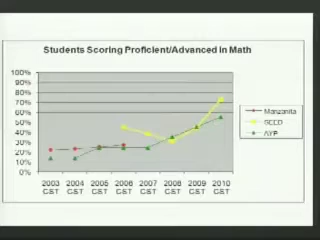 Students Scoring Proficient/Advanced in Math
100%
90%
80%
70%
60%
50%
40%
30%
20%
10%
0%
2003 2004 2005 2006 2007 2008 2009 2010
CST CST CST CST CST CST CST CST
Manzanita
AYP